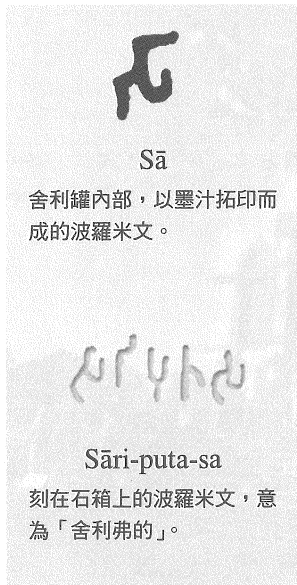 Sā
舍利罐內部，以墨汁拓印而
成的波羅米文。
Sāri-puta-sa
刻在石箱上的波羅米文，意
為「舍利弗的」。